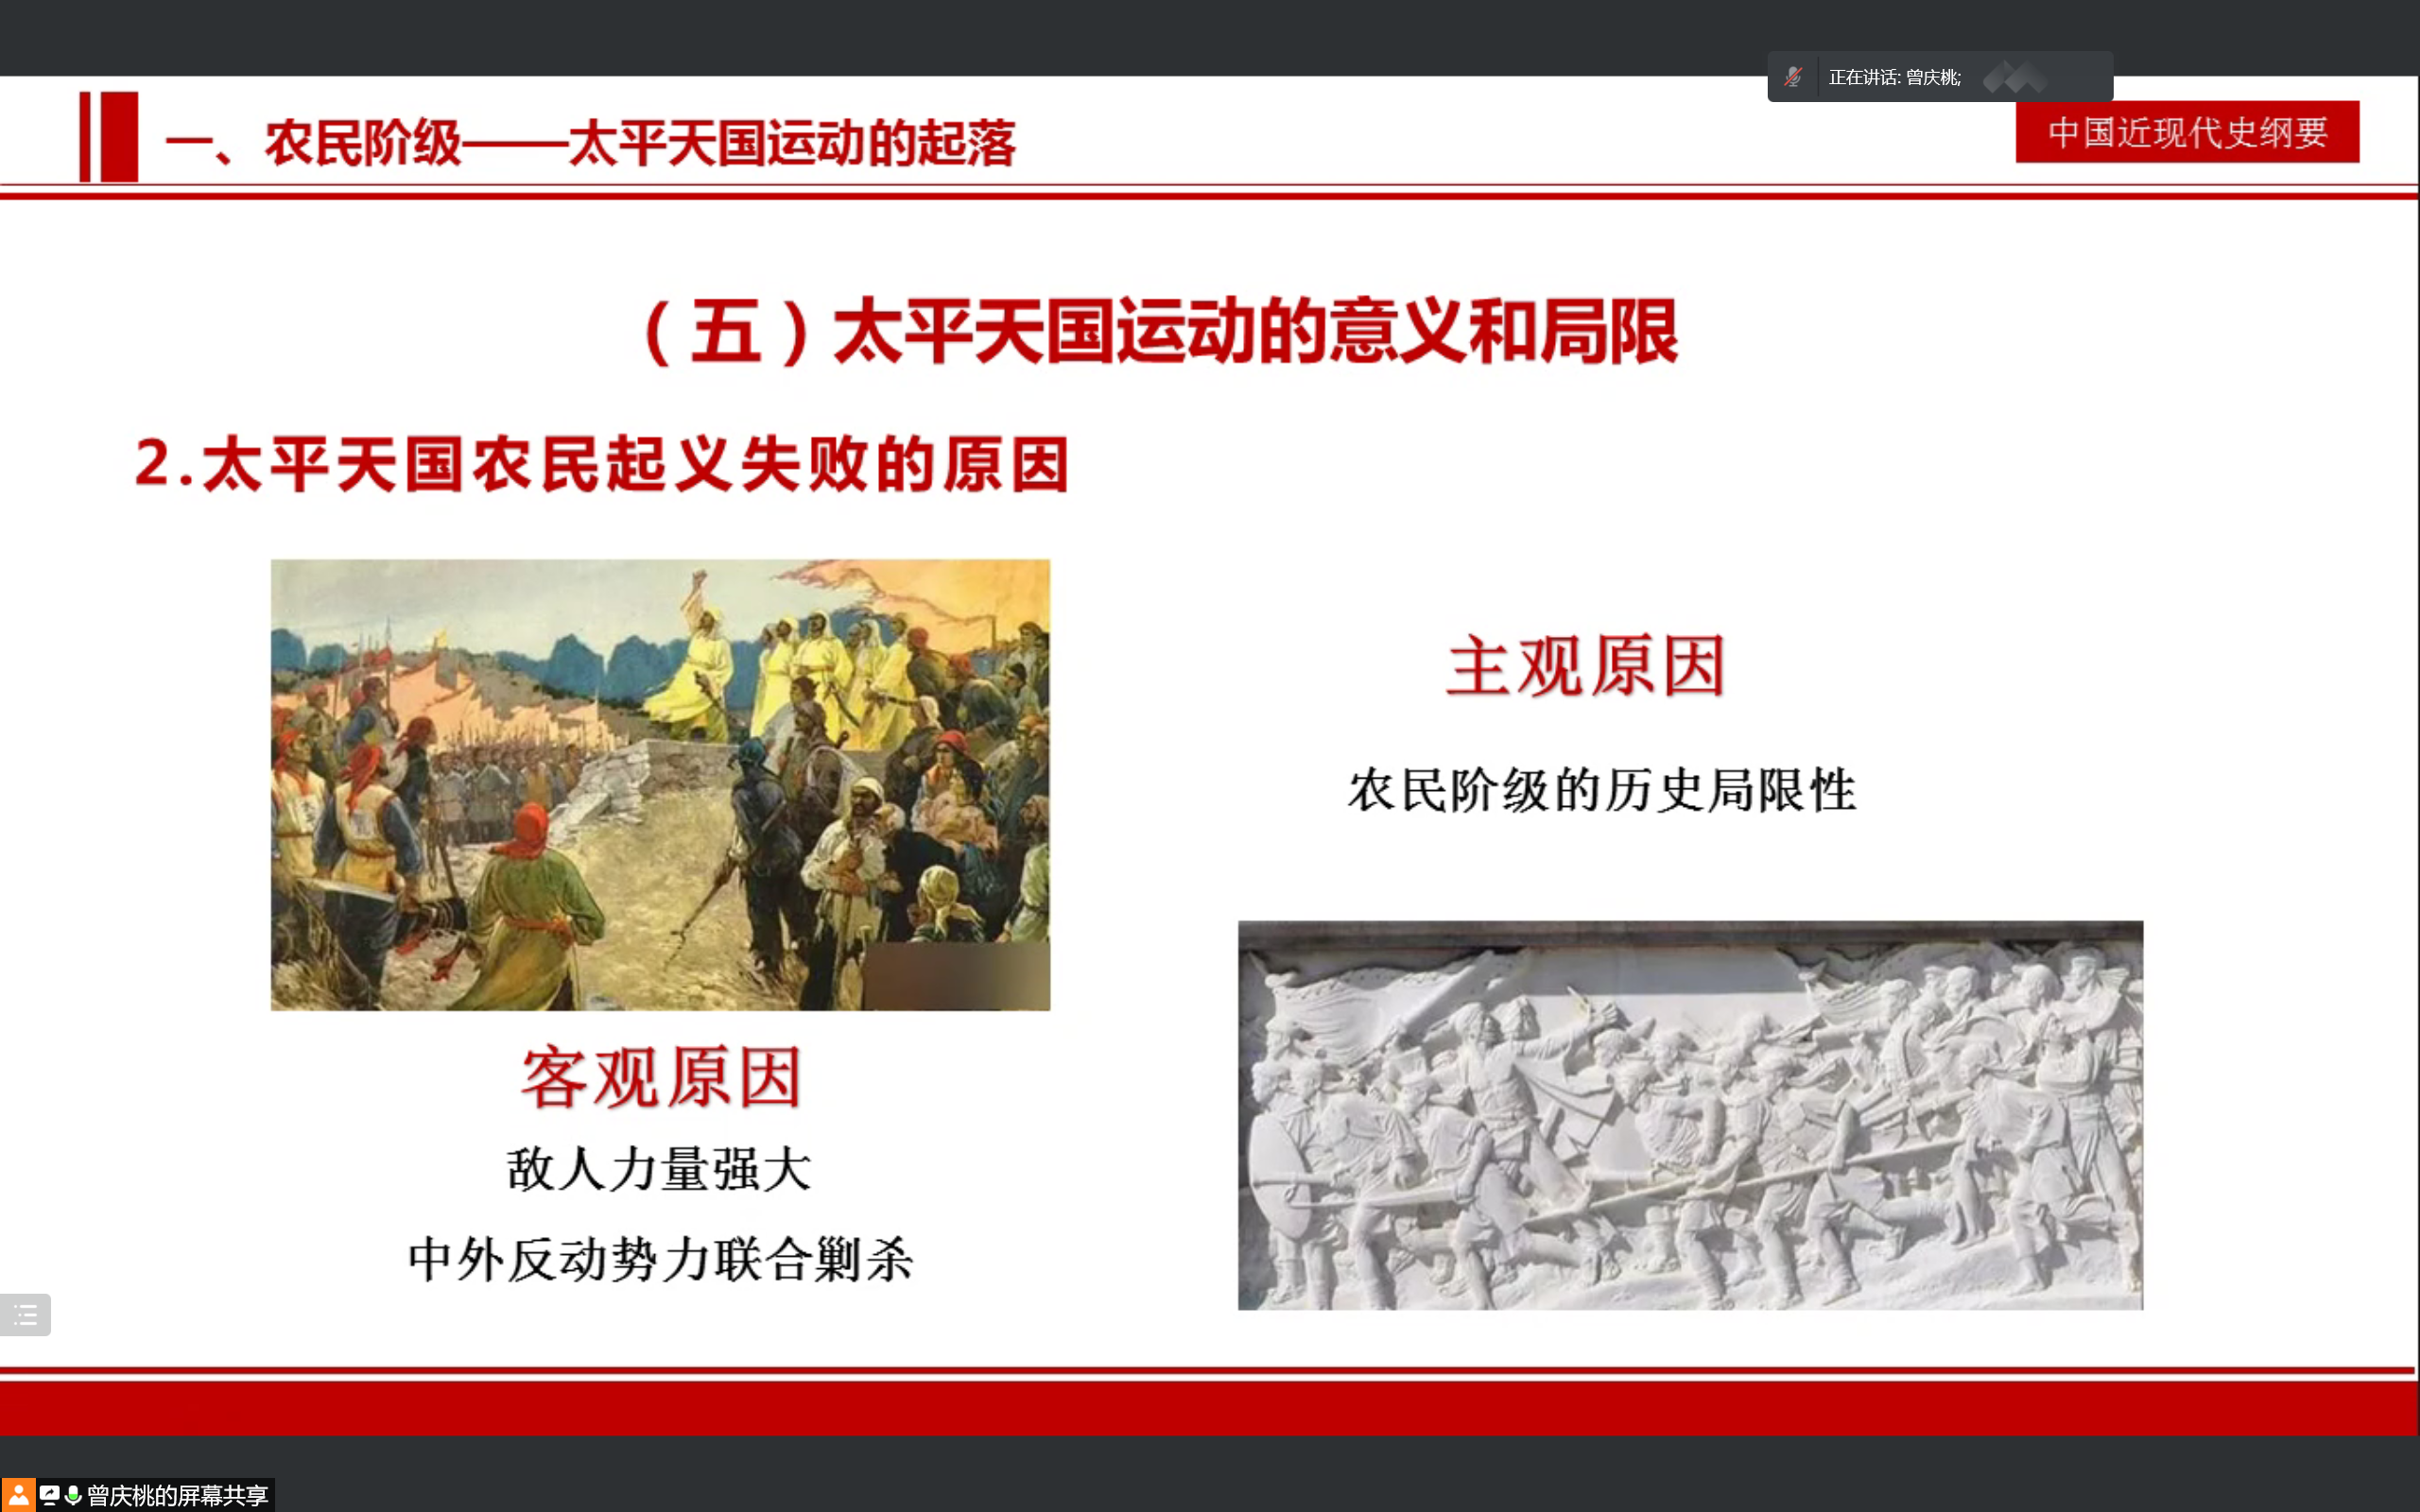 正在讲话: 曾庆桃;
一、农民阶级——太平天国运动的起落
中国近现代史纲要
（五）太平天国运动的意义和局限
2.太平天国农民起义失败的原因
主观原因
农民阶级的历史局限性
客观原因
敌人力量强大
中外反动势力联合剿杀
曾庆桃的屏幕共享